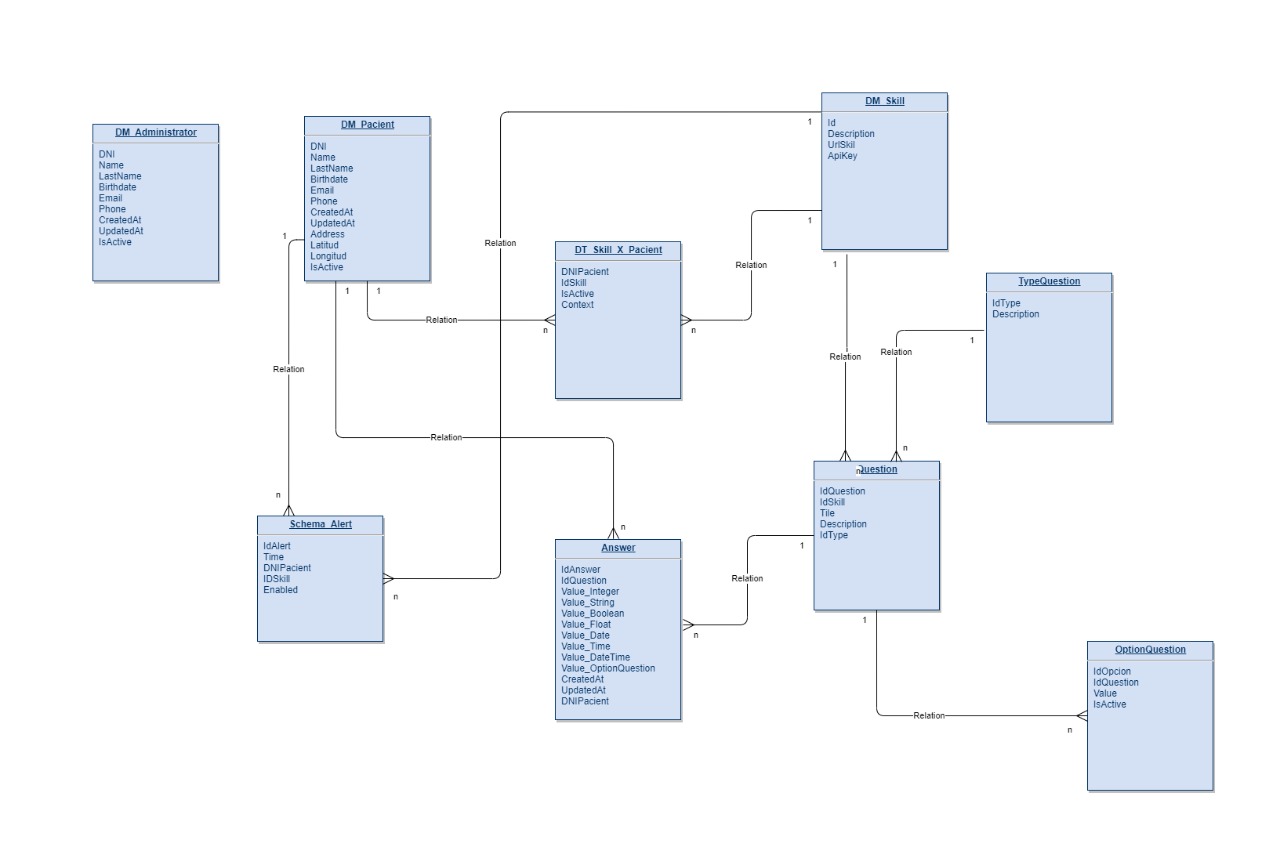 DM_Administrator
DNI
Name
LastName
Birthdate
Email
Phone
CreatedAt
UpdatedAt
IsActive
DM_Pacient
DNI
Name
LastName
Birthdate
Email
Phone
CreatedAt
UpdatedAt
Address
Latitud
Longitud
IsActive
DM_Skill
Id
Description
UrlSkil
ApiKey
1
1
1
1
1
1
Relation
Relation
Relation
n
n
DT_Skill_X_Pacient
DNIPacient
IdSkill
IsActive
Context
TypeQuestion
IdType
Description
1
Relation
Relation
n
n
Relation
Relation
n
n
Schema_Alert
IdAlert
Time
DNIPacient
IDSkill
Enabled
n
Answer
IdAnswer
IdQuestion
Value_Integer
Value_String
Value_Boolean
Value_Float
Value_Date
Value_Time
Value_DateTime
Value_OptionQuestion
CreatedAt
UpdatedAt
DNIPacient
Question
IdQuestion
IdSkill
Tile
Description
IdType
1
Relation
n
1
Relation
n
OptionQuestion
IdOpcion
IdQuestion
Value
IsActive